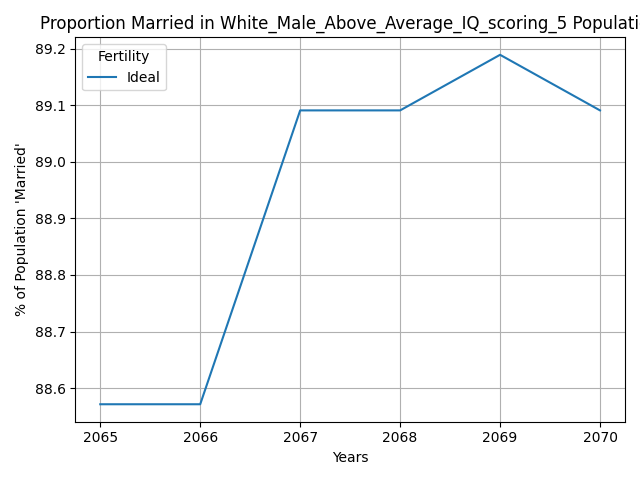 Proportion Married in White_Male_Above_Average_IQ_scoring_5 Populati
Fertility
Ideal
89.2
89.1
89.0
88.9
88.8
88.7
88.6
% of Population 'Married'
2065 2066 2067 2068 2069 2070
Years